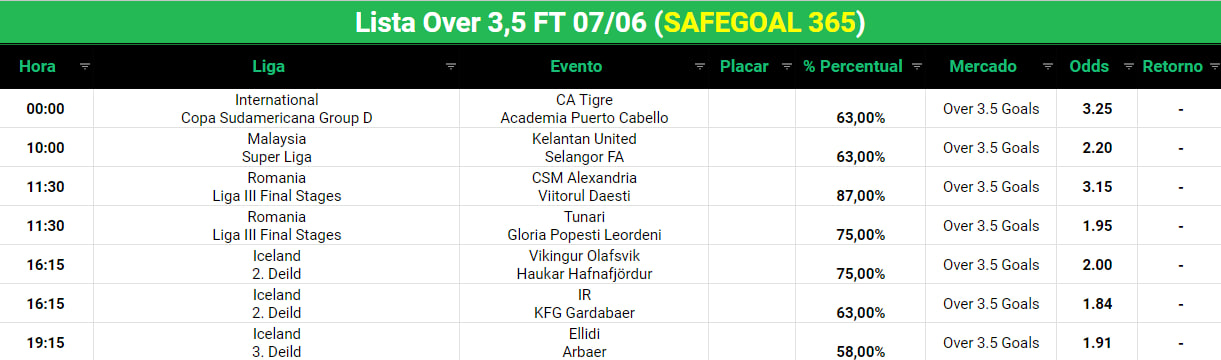 Lista Over 3,5 FT 07/06 (SAFEGOAL 365)
Hora Liga Evento Placar % Percentual Mercado Odds Retorno
International CA Tigre
00:00 Over 3.5 Goals 3.25 -
Copa Sudamericana Group D Academia Puerto Cabello 63,00%
Malaysia Kelantan United
10:00 Over 3.5 Goals 2.20 -
Super Liga Selangor FA 63,00%
Romania CSM Alexandria
11:30 Over 3.5 Goals 3.15 -
Liga III Final Stages Viitorul Daesti 87,00%
Romania Tunari
11:30 Over 3.5 Goals 1.95 -
Liga III Final Stages Gloria Popesti Leordeni 75,00%
Iceland Vikingur Olafsvik
16:15 Over 3.5 Goals 2.00 -
2. Deild Haukar Hafnafjördur 75,00%
Iceland IR
16:15 Over 3.5 Goals 1.84 -
2. Deild KFG Gardabaer 63,00%
Iceland Ellidi
19:15 Over 3.5 Goals 1.91 -
3. Deild Arbaer 58,00%